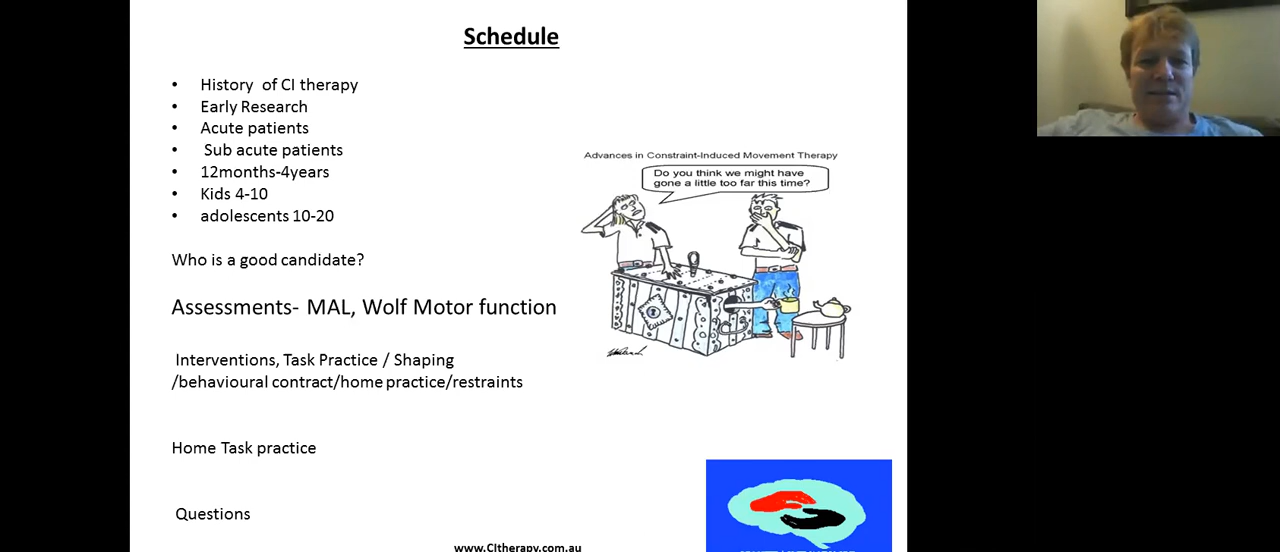 Schedule
• History of CI therapy
• Early Research
• Acute patients
• Sub acute patients
• 12months-4years
• Kids 4-10
• adolescents 10-20
Who is a good candidate?
Assessments- MAL, Wolf Motor function
Interventions, Task Practice / Shaping
/behavioural contract/home practice/restraints
Home Task practice
Questions
Advances in Constraint-Induced Movement Therapy
Do you think we might have
gone a little too far this time?
www.CItherapy.com.au